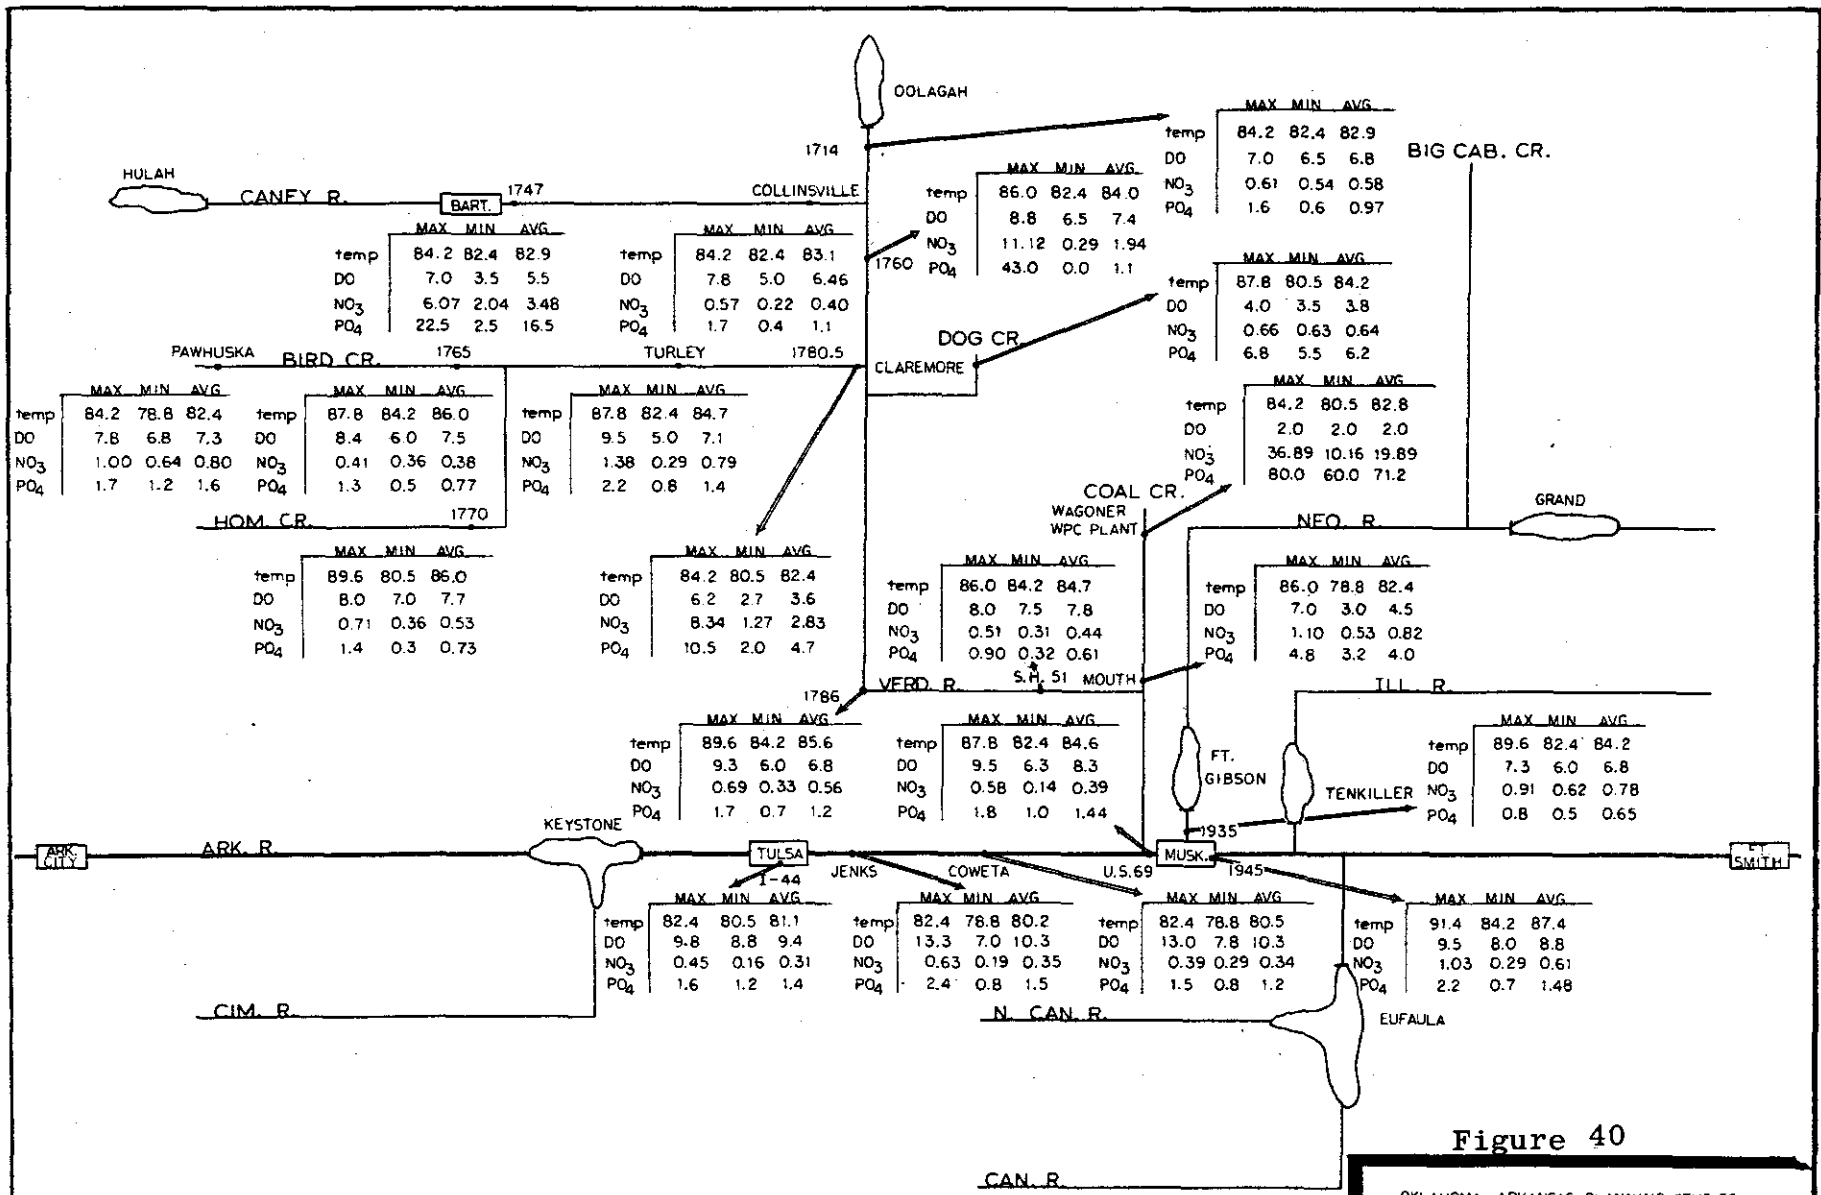 OOLAGAH
MAX MIN AVG
temp 84.2 82.4 82.9
DO 7.0 6.5 6.8
NO3 0.61 0.54 0.58
PO4 1.6 0.6 0.97
BIG CAB. CR.
1714
HULAH
CANEY R.
BART.
1747
COLLINSVILLE
MAX MIN AVG
temp 86.0 82.4 84.0
DO 8.8 6.5 7.4
NO3 11.12 0.29 1.94
PO4 43.0 0.0 1.1
1760
MAX MIN AVG
temp 84.2 82.4 82.9
DO 7.0 3.5 5.5
NO3 6.07 2.04 3.48
PO4 22.5 2.5 16.5
MAX MIN AVG
temp 84.2 82.4 83.1
DO 7.8 5.0 6.46
NO3 0.57 0.22 0.40
PO4 1.7 0.4 1.1
MAX MIN AVG
temp 87.8 80.5 84.2
DO 4.0 3.5 3.8
NO3 0.66 0.63 0.64
PO4 6.8 5.5 6.2
PAWHUSKA
BIRD CR.
1765
TURLEY
1780.5
DOG CR.
CLAREMORE
MAX MIN AVG
temp 84.2 78.8 82.4
DO 7.8 6.8 7.3
NO3 1.00 0.64 0.80
PO4 1.7 1.2 1.6
MAX MIN AVG
temp 87.8 84.2 86.0
DO 8.4 6.0 7.5
NO3 0.41 0.36 0.38
PO4 1.3 0.5 0.77
MAX MIN AVG
temp 87.8 82.4 84.7
DO 9.5 5.0 7.1
NO3 1.38 0.29 0.79
PO4 2.2 0.8 1.4
MAX MIN AVG
temp 84.2 80.5 82.8
DO 2.0 2.0 2.0
NO3 36.89 10.16 19.89
PO4 80.0 60.0 71.2
HOM. CR.
1770
COAL CR.
WAGONER
WPC PLANT
NEO. R.
GRAND
MAX MIN AVG
temp 89.6 80.5 86.0
DO 8.0 7.0 7.7
NO3 0.71 0.36 0.53
PO4 1.4 0.3 0.73
MAX MIN AVG
temp 84.2 80.5 82.4
DO 6.2 2.7 3.6
NO3 8.34 1.27 2.83
PO4 10.5 2.0 4.7
MAX MIN AVG
temp 86.0 84.2 84.7
DO 8.0 7.5 7.8
NO3 0.51 0.31 0.44
PO4 0.90 0.32 0.61
MAX MIN AVG
temp 86.0 78.8 82.4
DO 7.0 3.0 4.5
NO3 1.10 0.53 0.82
PO4 4.8 3.2 4.0
1786
VERD. R.
S.H. 51
MOUTH
ILL. R.
MAX MIN AVG
temp 89.6 84.2 85.6
DO 9.3 6.0 6.8
NO3 0.69 0.33 0.56
PO4 1.7 0.7 1.2
MAX MIN AVG
temp 87.8 82.4 84.6
DO 9.5 6.3 8.3
NO3 0.58 0.14 0.39
PO4 1.8 1.0 1.44
FT.
GIBSON
TENKILLER
MAX MIN AVG
temp 89.6 82.4 84.2
DO 7.3 6.0 6.8
NO3 0.91 0.62 0.78
PO4 0.8 0.5 0.65
1935
ARK.
CITY
ARK. R.
KEYSTONE
TULSA
I-44
JENKS
COWETA
U.S.69
MUSK.
1945
FT.
SMITH
MAX MIN AVG
temp 82.4 80.5 81.1
DO 9.8 8.8 9.4
NO3 0.45 0.16 0.31
PO4 1.6 1.2 1.4
MAX MIN AVG
temp 82.4 78.8 80.2
DO 13.3 7.0 10.3
NO3 0.63 0.19 0.35
PO4 2.4 0.8 1.5
MAX MIN AVG
temp 82.4 78.8 80.5
DO 13.0 7.8 10.3
NO3 0.39 0.29 0.34
PO4 1.5 0.8 1.2
MAX MIN AVG
temp 91.4 84.2 87.4
DO 9.5 8.0 8.8
NO3 1.03 0.29 0.61
PO4 2.2 0.7 1.48
CIM. R.
N. CAN. R.
EUFAULA
CAN. R.
Figure 40